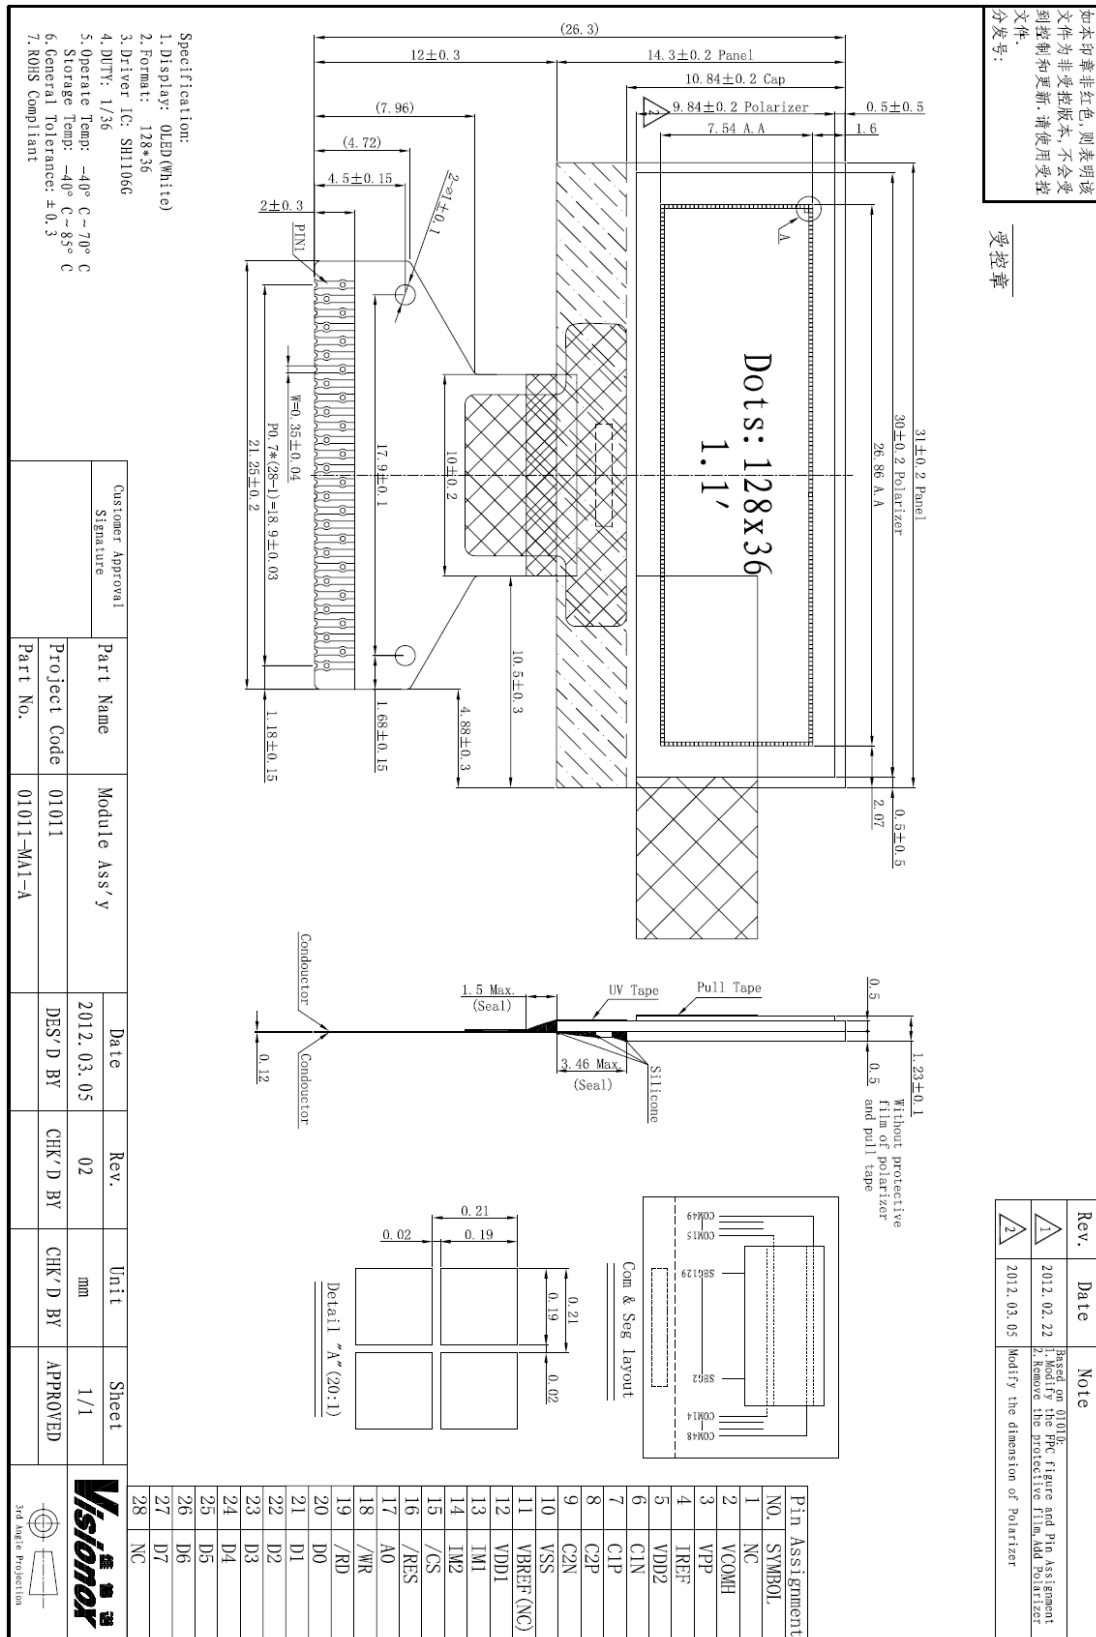 如本印章非红色,则表明该
文件为非受控版本,不会受
到控制和更新.请使用受控
文件.
分发号:
受控章
Rev. Date Note
1 2012.02.22 Based on 01010:
1.Modify the FPC figure and Pin Assignment
2.Remove the protective film,Add Polarizer
2 2012.03.05 Modify the dimension of Polarizer
(26.3)
12±0.3
14.3±0.2 Panel
10.84±0.2 Cap
2
9.84±0.2 Polarizer
0.5±0.5
7.54 A.A
1.6
(7.96)
(4.72)
4.5±0.15
2±0.3
2-ø1±0.1
PIN1
A
Dots:128x36
1.1′
31±0.2 Panel
30±0.2 Polarizer
26.86 A.A
0.5±0.5
2.07
W=0.35±0.04
P0.7*(28-1)=18.9±0.03
21.25±0.2
17.9±0.1
10±0.2
10.5±0.3
4.88±0.3
1.68±0.15
1.18±0.15
Conductor
Conductor
0.12
1.5 Max.
(Seal)
UV Tape
Pull Tape
3.46 Max.
(Seal)
Silicone
0.5
0.5
1.23±0.1
Without protective
film of polarizer
and pull tape
COM49
COM15
SEG129
SEG2
COM14
COM48
Com & Seg layout
0.21
0.19
0.02
0.21
0.19
0.02
Detail "A"(20:1)
Specification:
1.Display: OLED(White)
2.Format: 128*36
3.Driver IC: SH1106G
4.DUTY: 1/36
5.Operate Temp: -40° C~70° C
Storage Temp: -40° C~85° C
6.General Tolerance: ±0.3
7.ROHS Compliant
Pin Assignment
NO. SYMBOL
1 NC
2 VCOMH
3 VPP
4 IREF
5 VDD2
6 C1N
7 C1P
8 C2P
9 C2N
10 VSS
11 VBREF(NC)
12 VDD1
13 IM1
14 IM2
15 /CS
16 /RES
17 A0
18 /WR
19 /RD
20 D0
21 D1
22 D2
23 D3
24 D4
25 D5
26 D6
27 D7
28 NC
Customer Approval
Signature
Part Name Module Ass'y
Project Code 01011
Part No. 01011-MA1-A
Date Rev. Unit Sheet
2012.03.05 02 mm 1/1
DES'D BY CHK'D BY CHK'D BY APPROVED
维信诺
Visionox
3rd Angle Projection